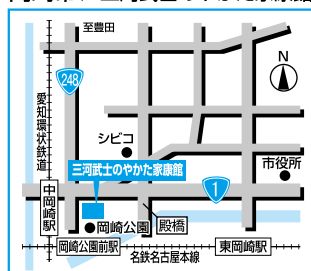 至豊田
N
248
愛知環状鉄道
シビコ
三河武士のやかた家康館
市役所
1
中岡崎駅
岡崎公園
殿橋
岡崎公園前駅
東岡崎駅
名鉄名古屋本線